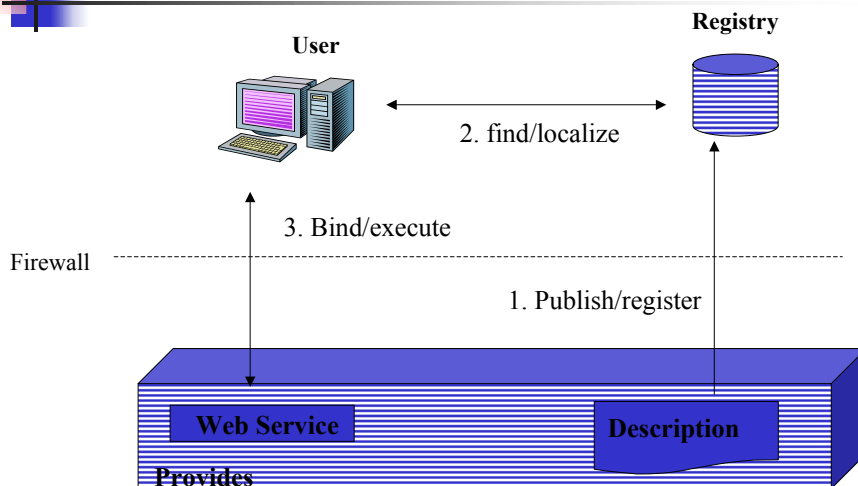 Registry
User
2. find/localize
3. Bind/execute
Firewall
1. Publish/register
Web Service
Description
Provides